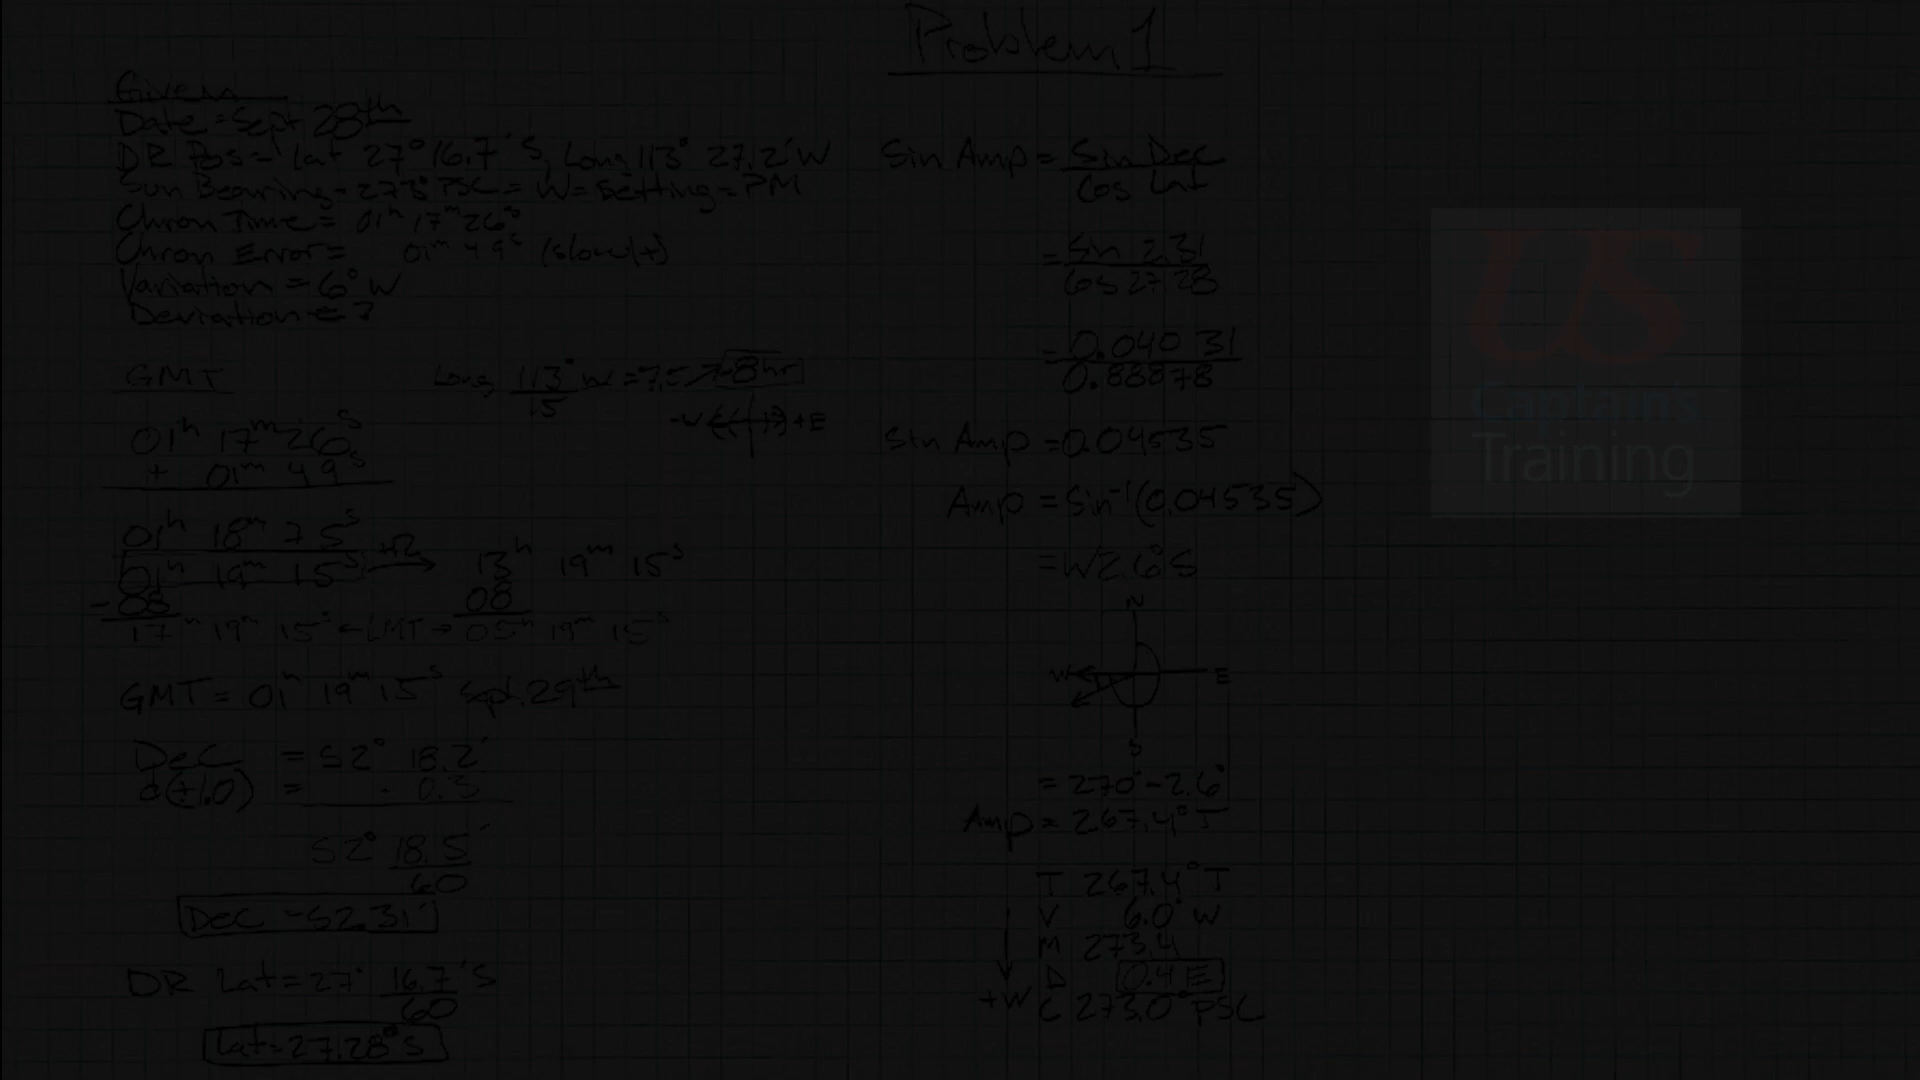 Problem 1
Given
Date = Sept 28th
DR Pos = Lat 27° 16.7' S, Long 113° 27.2' W
Sun Bearing = 273° PSC = W = Setting = PM
Chron Time = 01h 17m 26s
Chron Error = 01m 49s (slow/+)
Variation = 6° W
Deviation = ?
GMT
Long 113° W = 7.5 → -8hr
15
-W +E
01h 17m 26s
+ 01m 49s
01h 18m 75s
01h 19m 15s +12 → 13h 19m 15s
-08 08
17h 19m 15s ← LMT → 05h 19m 15s
GMT = 01h 19m 15s Sept. 29th
Dec = S2° 18.2'
d(+1.0) = + 0.3
S2° 18.5'
60
Dec = S2.31°
DR Lat = 27° 16.7' S
60
Lat = 27.28° S
Sin Amp = Sin Dec
Cos Lat
= Sin 2.31
Cos 27.28
= 0.04031
0.88878
Sin Amp = 0.04535
Amp = Sin-1(0.04535)
= W2.6°S
N
W E
S
= 270° - 2.6°
Amp = 267.4° T
T 267.4° T
V 6.0° W
M 273.4
D 0.4 E
+W C 273.0° PSC
US
Captains
Training